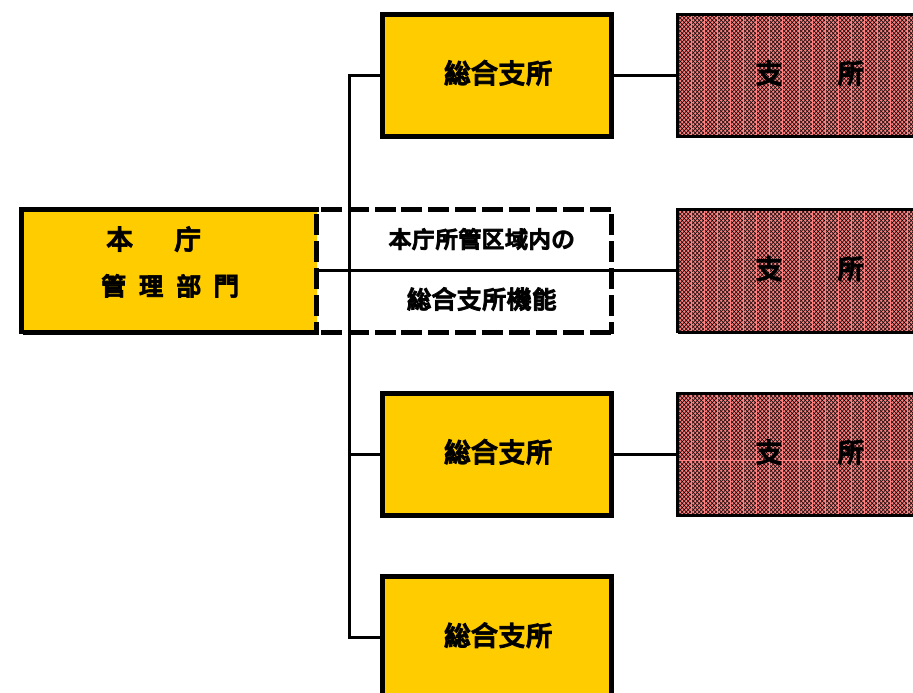 総合支所
支　所
本　庁
管理部門
本庁所管区域内の
総合支所機能
支　所
総合支所
支　所
総合支所